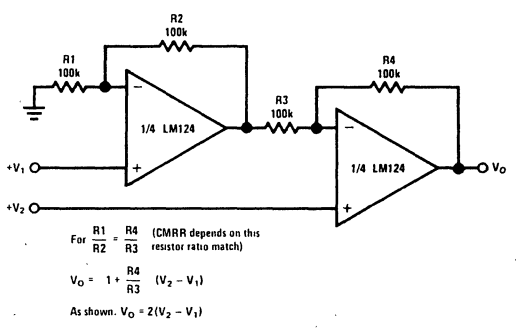 R2
100k
R1
100k
R4
100k
R3
100k
−
1/4 LM124
+
−
1/4 LM124
+
+V1
VO
+V2
For R1/R2 = R4/R3 (CMRR depends on this
resistor ratio match)
VO = 1 + R4/R3 (V2 − V1)
As shown. VO = 2(V2 − V1)